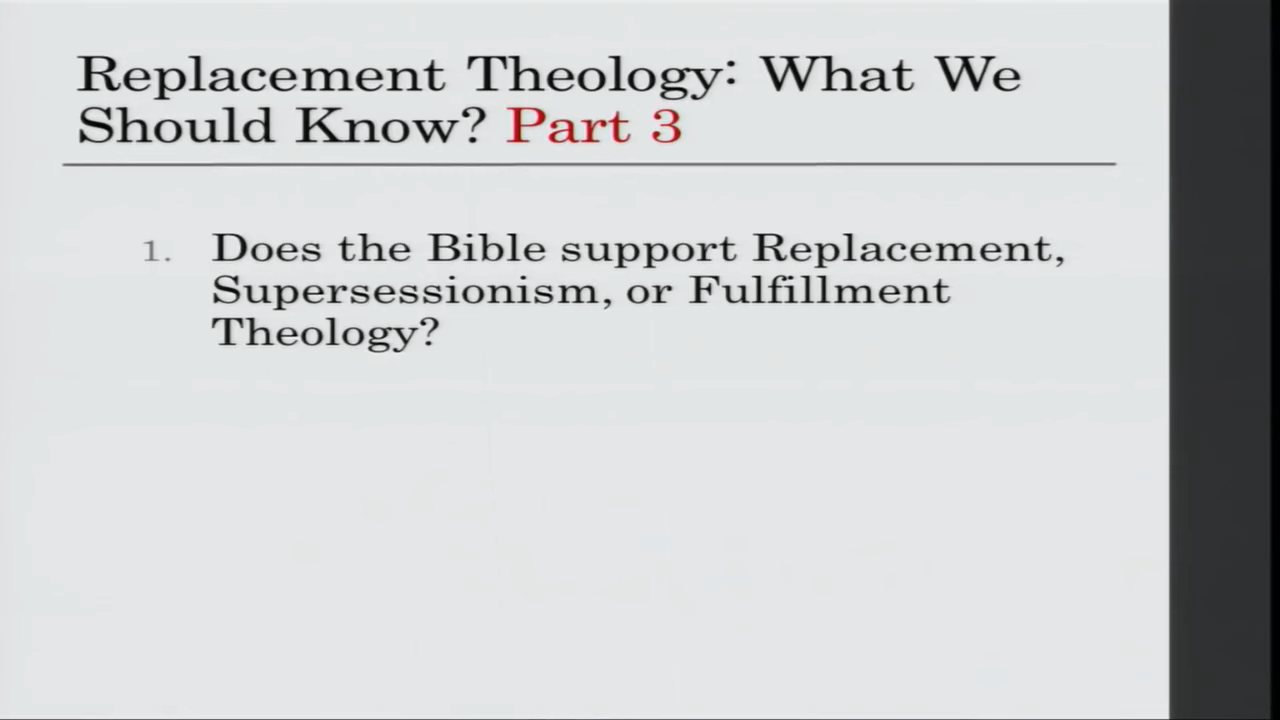 Replacement Theology: What We
Should Know? Part 3
1. Does the Bible support Replacement,
Supersessionism, or Fulfillment
Theology?